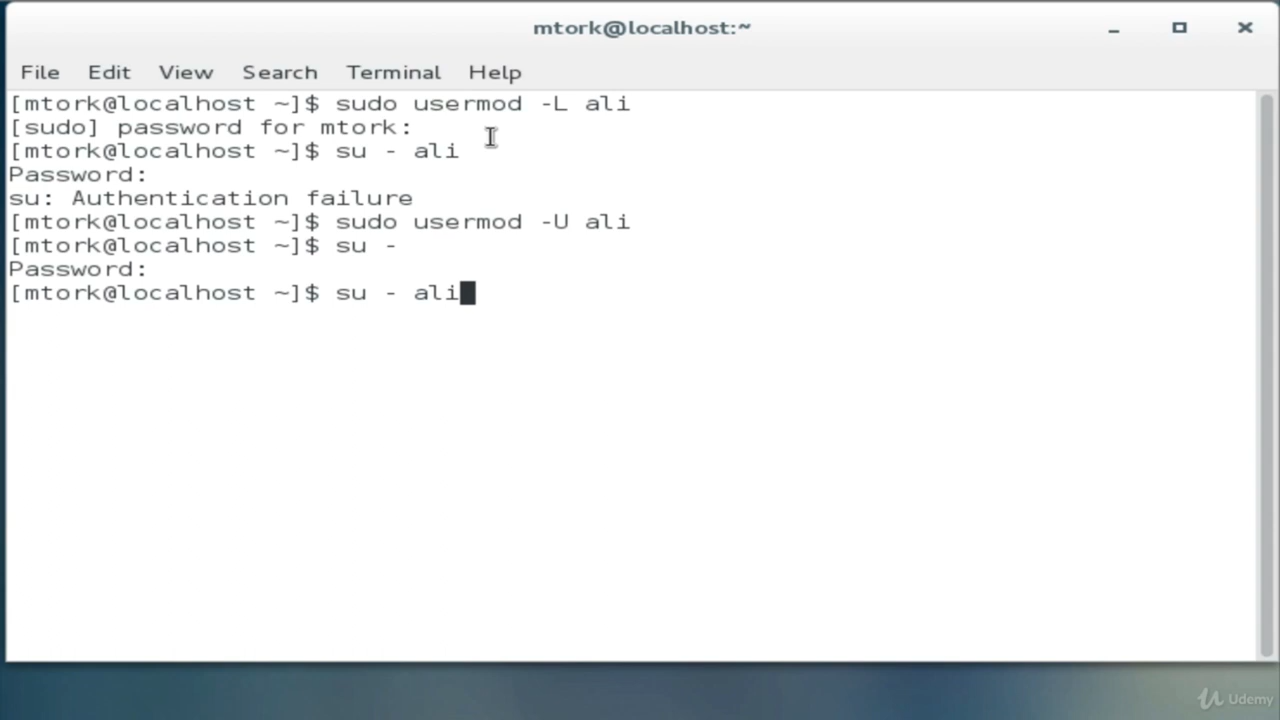 mtork@localhost:~
File Edit View Search Terminal Help
[mtork@localhost ~]$ sudo usermod -L ali
[sudo] password for mtork:
[mtork@localhost ~]$ su - ali
Password:
su: Authentication failure
[mtork@localhost ~]$ sudo usermod -U ali
[mtork@localhost ~]$ su -
Password:
[mtork@localhost ~]$ su - ali
Udemy